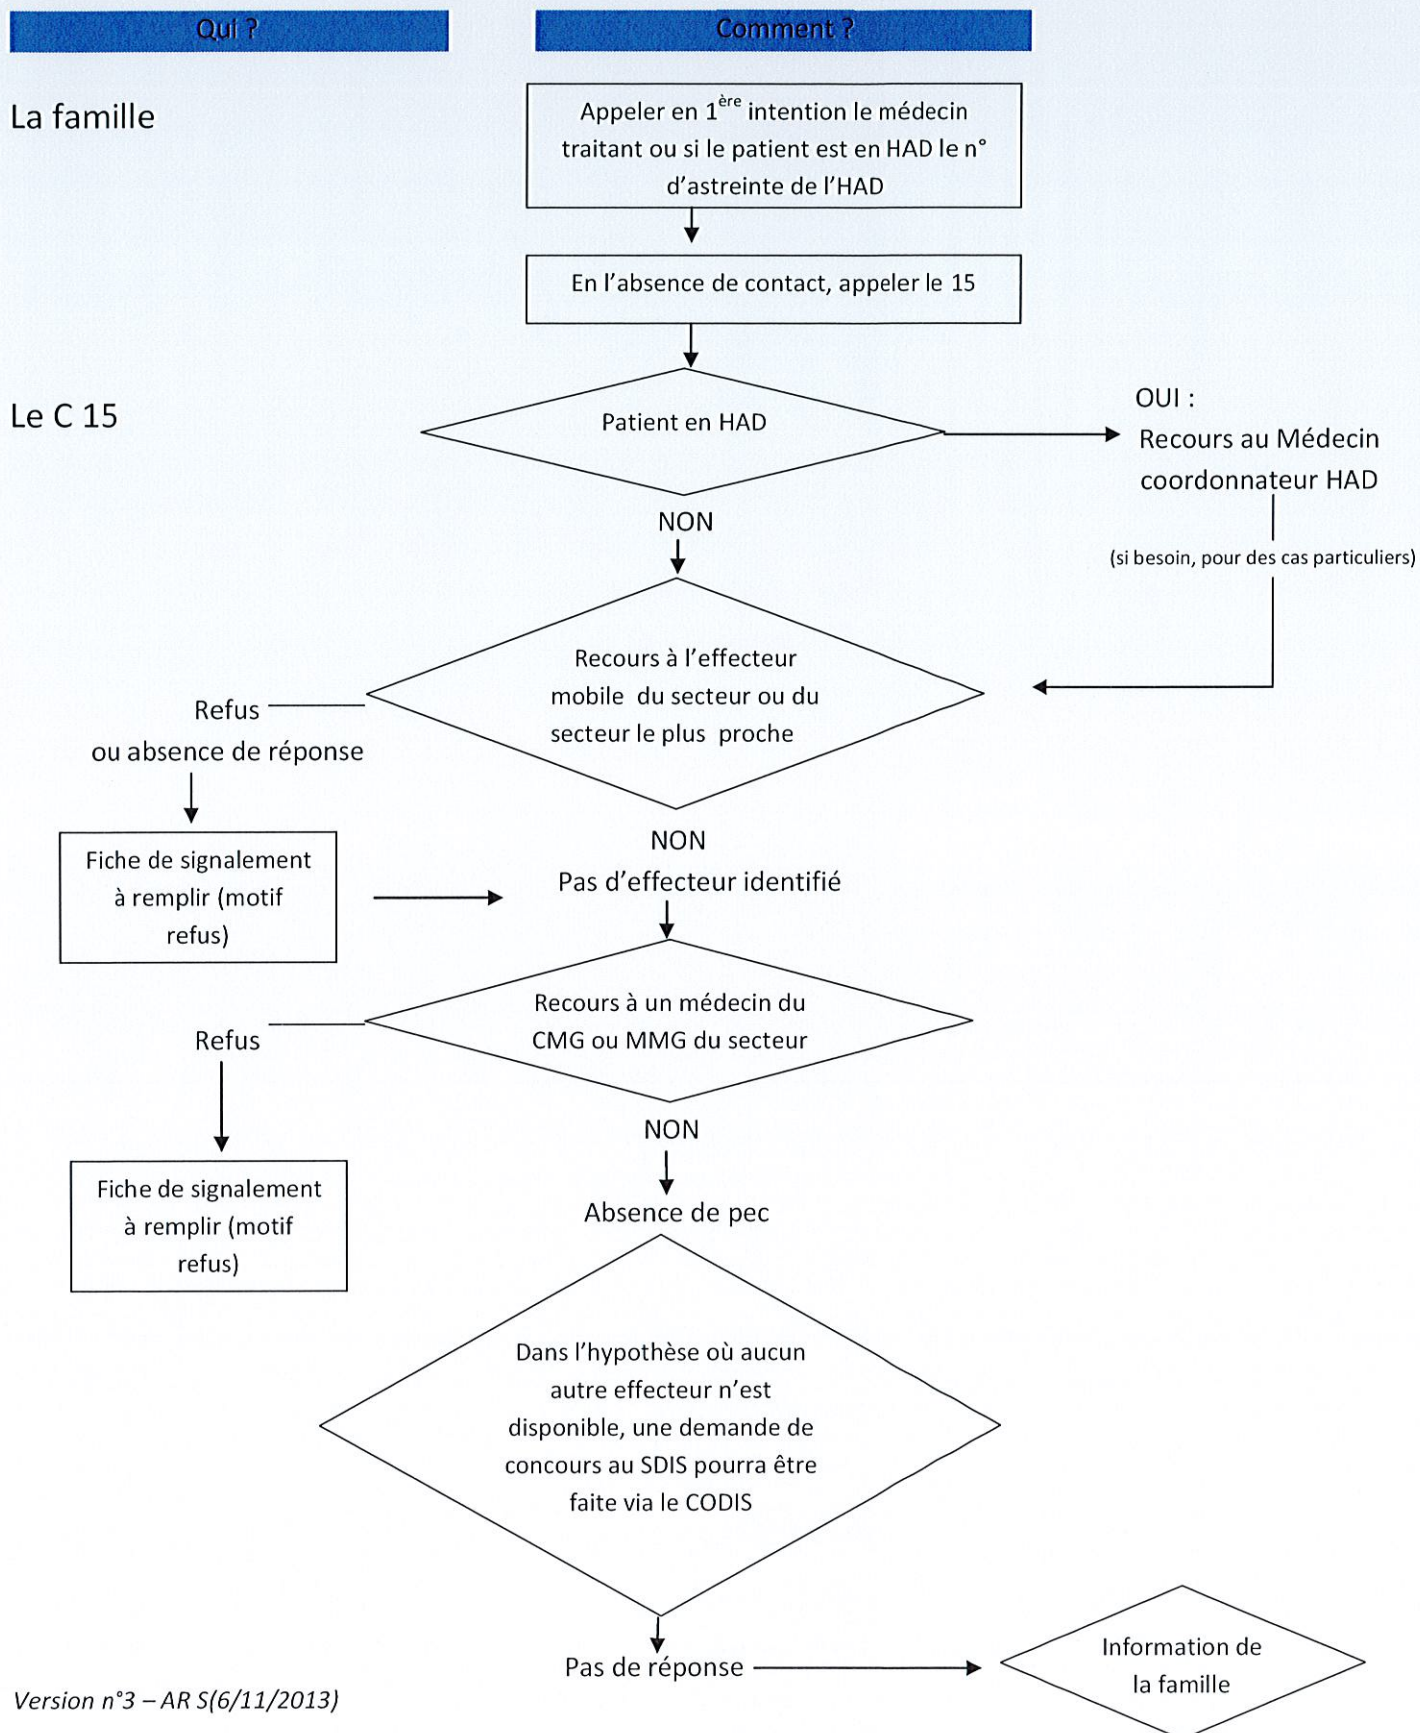 Qui ?
Comment ?
La famille
Appeler en 1ère intention le médecin
traitant ou si le patient est en HAD le n°
d'astreinte de l'HAD
En l'absence de contact, appeler le 15
Le C 15
Patient en HAD
OUI :
Recours au Médecin
coordonnateur HAD
NON
(si besoin, pour des cas particuliers)
Recours à l'effecteur
mobile du secteur ou du
secteur le plus proche
Refus
ou absence de réponse
Fiche de signalement
à remplir (motif
refus)
NON
Pas d'effecteur identifié
Recours à un médecin du
CMG ou MMG du secteur
Refus
NON
Fiche de signalement
à remplir (motif
refus)
Absence de pec
Dans l'hypothèse où aucun
autre effecteur n'est
disponible, une demande de
concours au SDIS pourra être
faite via le CODIS
Pas de réponse
Information de
la famille
Version n°3 – AR S(6/11/2013)